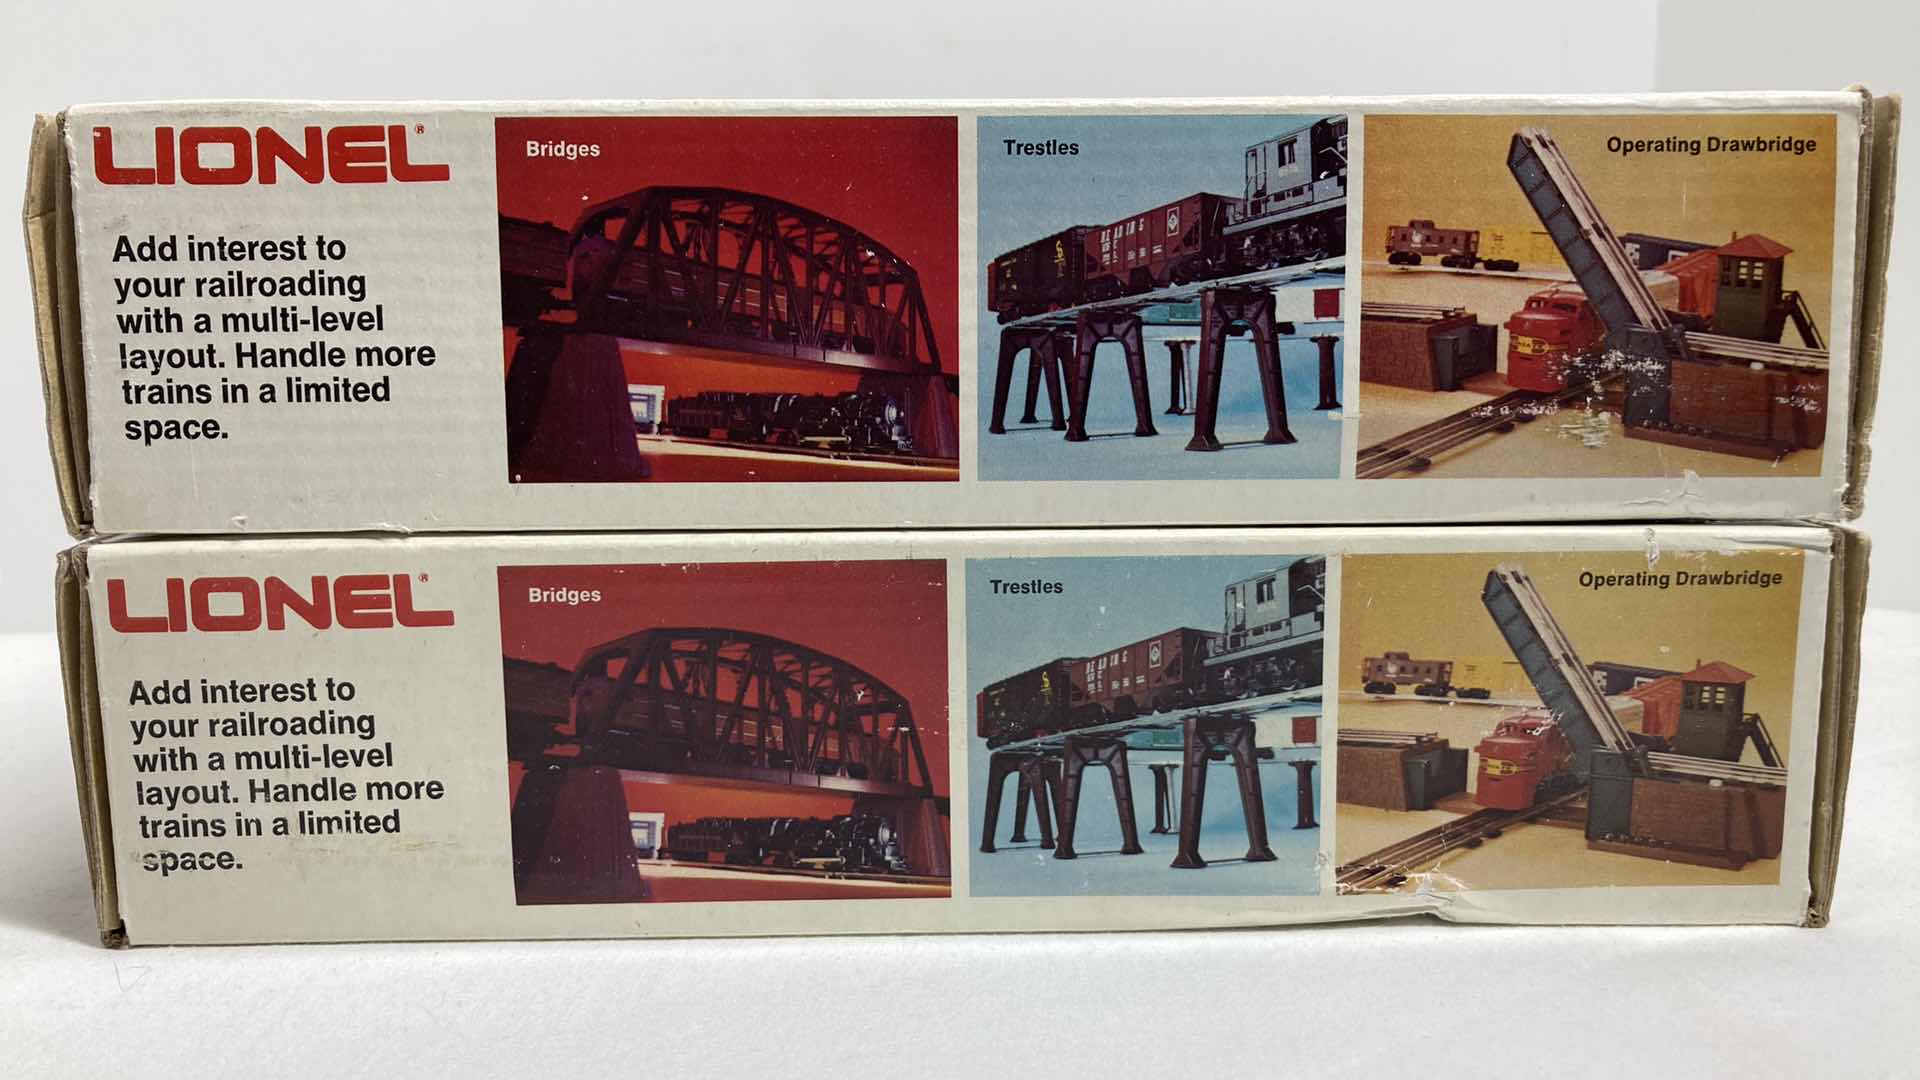 LIONEL®
Add interest to
your railroading
with a multi-level
layout. Handle more
trains in a limited
space.
Bridges
Trestles
READING
Operating Drawbridge
LIONEL®
Add interest to
your railroading
with a multi-level
layout. Handle more
trains in a limited
space.
Bridges
Trestles
READING
Operating Drawbridge